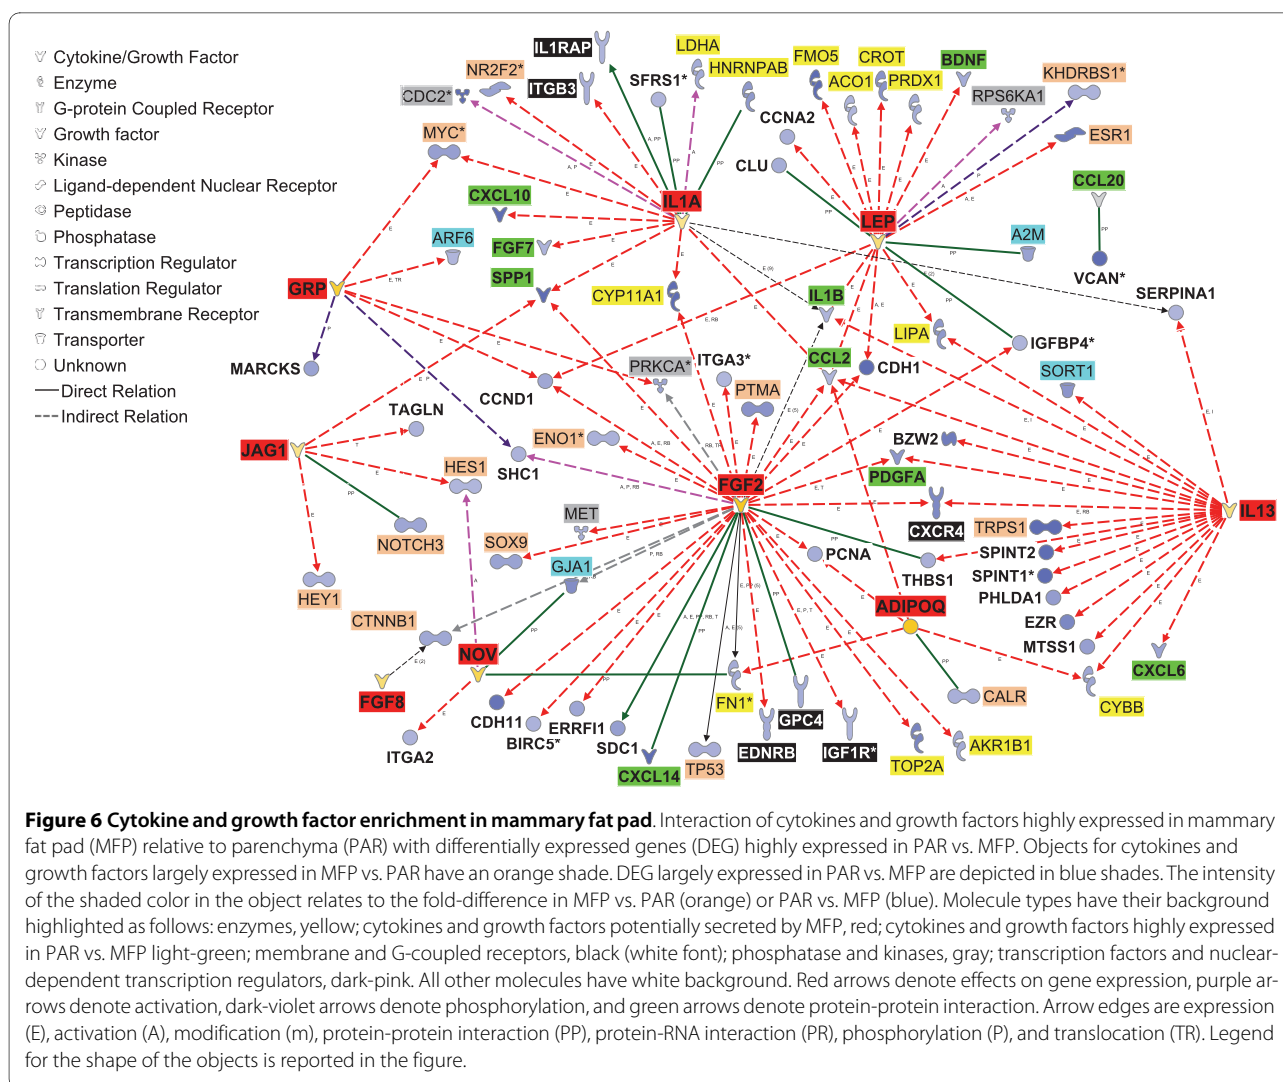 Cytokine/Growth Factor
Enzyme
G-protein Coupled Receptor
Growth factor
Kinase
Ligand-dependent Nuclear Receptor
Peptidase
Phosphatase
Transcription Regulator
Translation Regulator
Transmembrane Receptor
Transporter
Unknown
Direct Relation
Indirect Relation
IL1RAP
LDHA
NR2F2*
ITGB3
SFRS1*
HNRNPAB
CDC2*
MYC*
FMO5
CROT
BDNF
ACO1
PRDX1
KHDRBS1*
RPS6KA1
CCNA2
ESR1
CLU
CCL20
CXCL10
IL1A
LEP
ARF6
FGF7
A2M
SPP1
VCAN*
GRP
CYP11A1
IL1B
SERPINA1
LIPA
IGFBP4*
MARCKS
PRKCA*
ITGA3*
CCL2
CDH1
SORT1
CCND1
PTMA
TAGLN
ENO1*
BZW2
JAG1
HES1
SHC1
FGF2
PDGFA
IL13
MET
CXCR4
TRPS1
NOTCH3
SOX9
GJA1
PCNA
THBS1
SPINT2
SPINT1*
HEY1
PHLDA1
CTNNB1
ADIPOQ
EZR
MTSS1
NOV
CXCL6
FGF8
FN1*
CALR
CYBB
CDH11
BIRC5*
ERRFI1
SDC1
GPC4
ITGA2
EDNRB
IGF1R*
AKR1B1
CXCL14
TP53
TOP2A
Figure 6 Cytokine and growth factor enrichment in mammary fat pad. Interaction of cytokines and growth factors highly expressed in mammary
fat pad (MFP) relative to parenchyma (PAR) with differentially expressed genes (DEG) highly expressed in PAR vs. MFP. Objects for cytokines and
growth factors largely expressed in MFP vs. PAR have an orange shade. DEG largely expressed in PAR vs. MFP are depicted in blue shades. The intensity
of the shaded color in the object relates to the fold-difference in MFP vs. PAR (orange) or PAR vs. MFP (blue). Molecule types have their background
highlighted as follows: enzymes, yellow; cytokines and growth factors potentially secreted by MFP, red; cytokines and growth factors highly expressed
in PAR vs. MFP light-green; membrane and G-coupled receptors, black (white font); phosphatase and kinases, gray; transcription factors and nuclear-
dependent transcription regulators, dark-pink. All other molecules have white background. Red arrows denote effects on gene expression, purple ar-
rows denote activation, dark-violet arrows denote phosphorylation, and green arrows denote protein-protein interaction. Arrow edges are expression
(E), activation (A), modification (m), protein-protein interaction (PP), protein-RNA interaction (PR), phosphorylation (P), and translocation (TR). Legend
for the shape of the objects is reported in the figure.